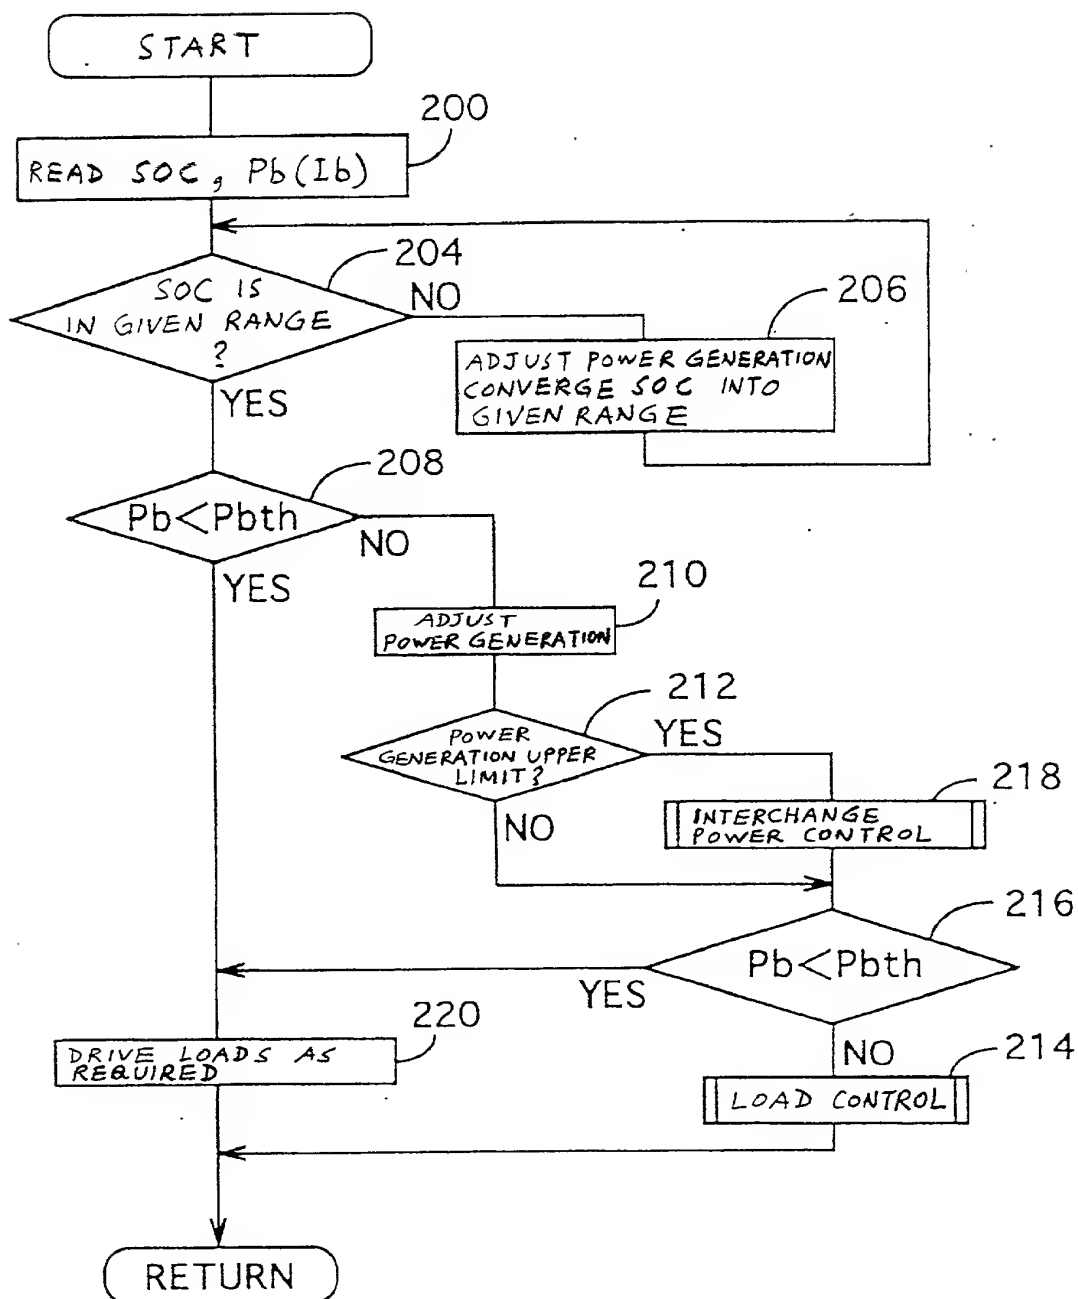 START
200
READ SOC, Pb(Ib)
204
SOC IS
IN GIVEN RANGE
?
NO
YES
206
ADJUST POWER GENERATION
CONVERGE SOC INTO
GIVEN RANGE
208
Pb<Pbth
NO
YES
210
ADJUST
POWER GENERATION
212
POWER
GENERATION UPPER
LIMIT?
YES
NO
218
INTERCHANGE
POWER CONTROL
216
Pb<Pbth
YES
NO
220
DRIVE LOADS AS
REQUIRED
214
LOAD CONTROL
RETURN